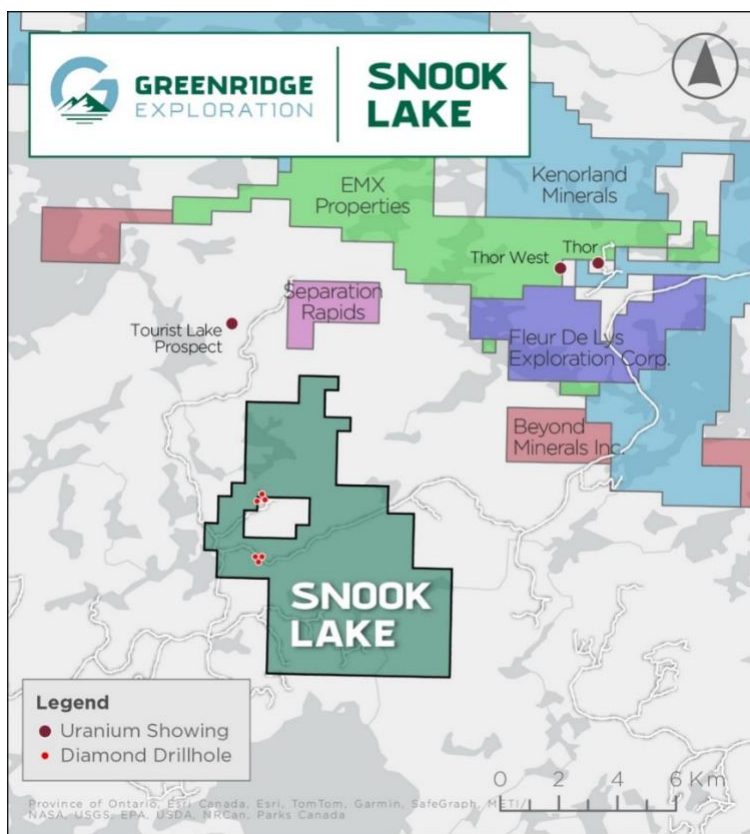 GREENRIDGE
EXPLORATION
SNOOK
LAKE
EMX
Properties
Kenorland
Minerals
Thor West
Thor
Separation
Rapids
Tourist Lake
Prospect
Fleur De Lys
Exploration Corp.
Beyond
Minerals Inc.
SNOOK
LAKE
Legend
Uranium Showing
Diamond Drillhole
0 2 4 6 Km
Province of Ontario, Esri Canada, Esri, TomTom, Garmin, SafeGraph, METI/
NASA, USGS, EPA, USDA, NRCan, Parks Canada